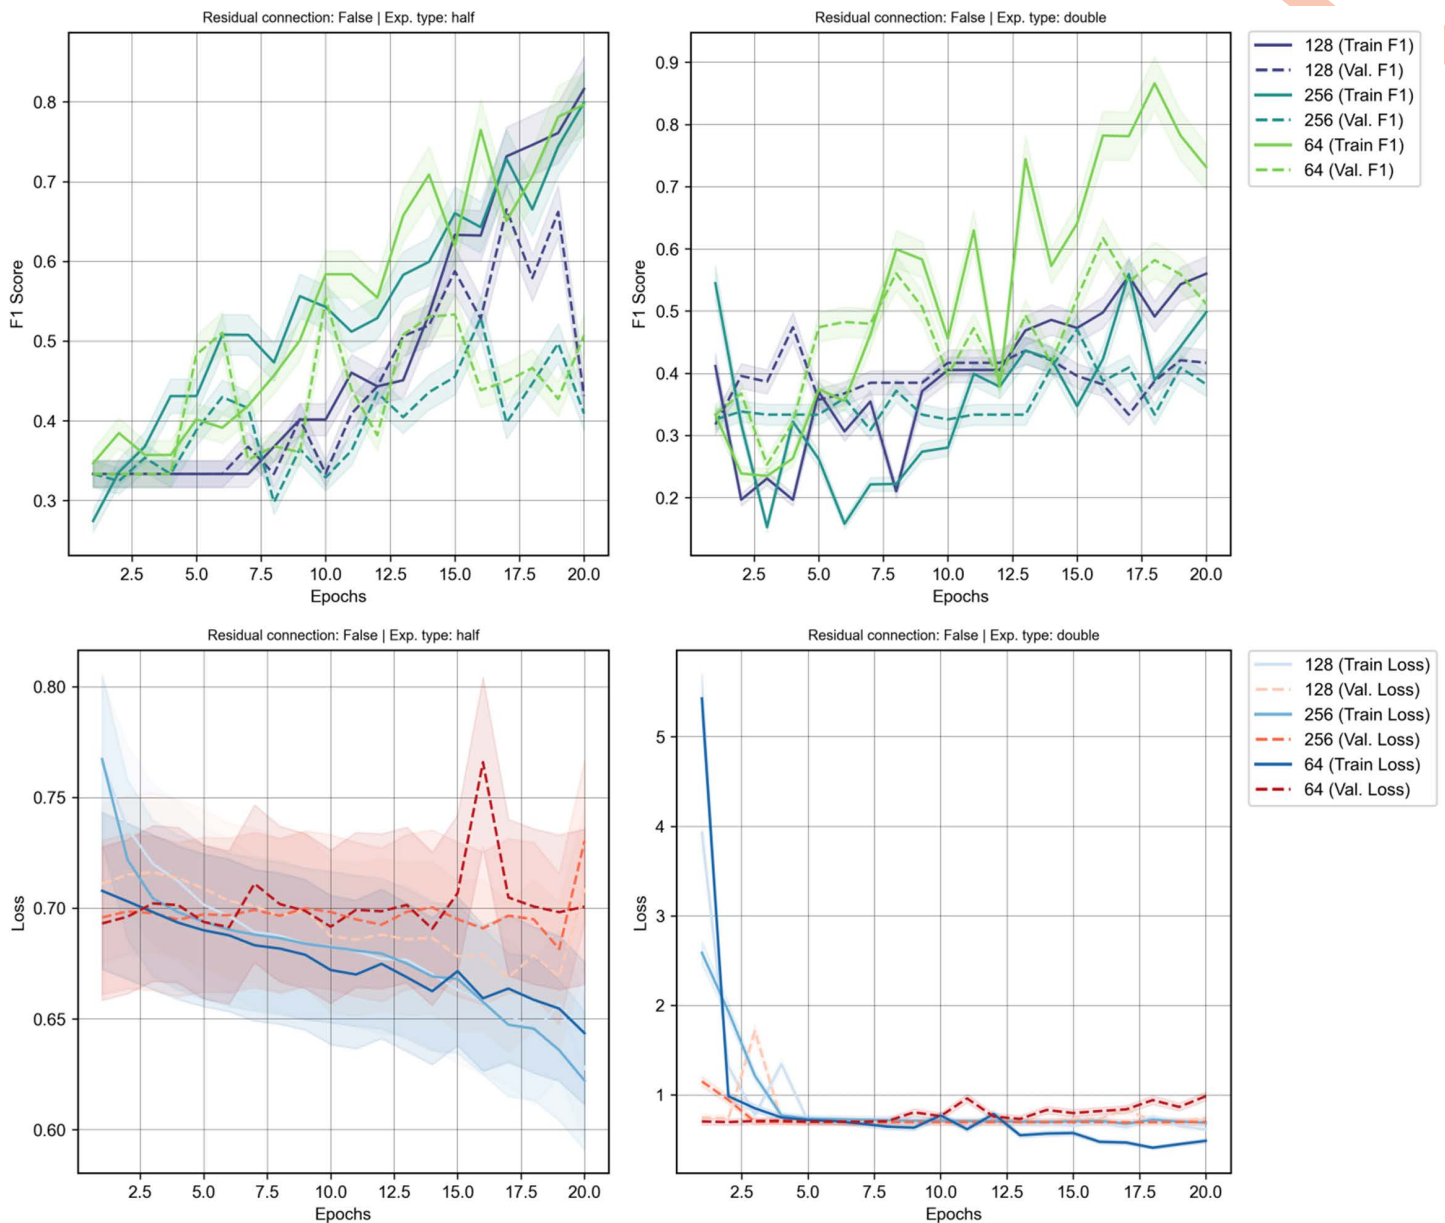 Residual connection: False | Exp. type: half
0.8
0.7
0.6
0.5
0.4
0.3
F1 Score
2.5 5.0 7.5 10.0 12.5 15.0 17.5 20.0
Epochs
Residual connection: False | Exp. type: double
0.9
0.8
0.7
0.6
0.5
0.4
0.3
0.2
F1 Score
2.5 5.0 7.5 10.0 12.5 15.0 17.5 20.0
Epochs
128 (Train F1)
128 (Val. F1)
256 (Train F1)
256 (Val. F1)
64 (Train F1)
64 (Val. F1)
Residual connection: False | Exp. type: half
0.80
0.75
0.70
0.65
0.60
Loss
2.5 5.0 7.5 10.0 12.5 15.0 17.5 20.0
Epochs
Residual connection: False | Exp. type: double
5
4
3
2
1
Loss
2.5 5.0 7.5 10.0 12.5 15.0 17.5 20.0
Epochs
128 (Train Loss)
128 (Val. Loss)
256 (Train Loss)
256 (Val. Loss)
64 (Train Loss)
64 (Val. Loss)